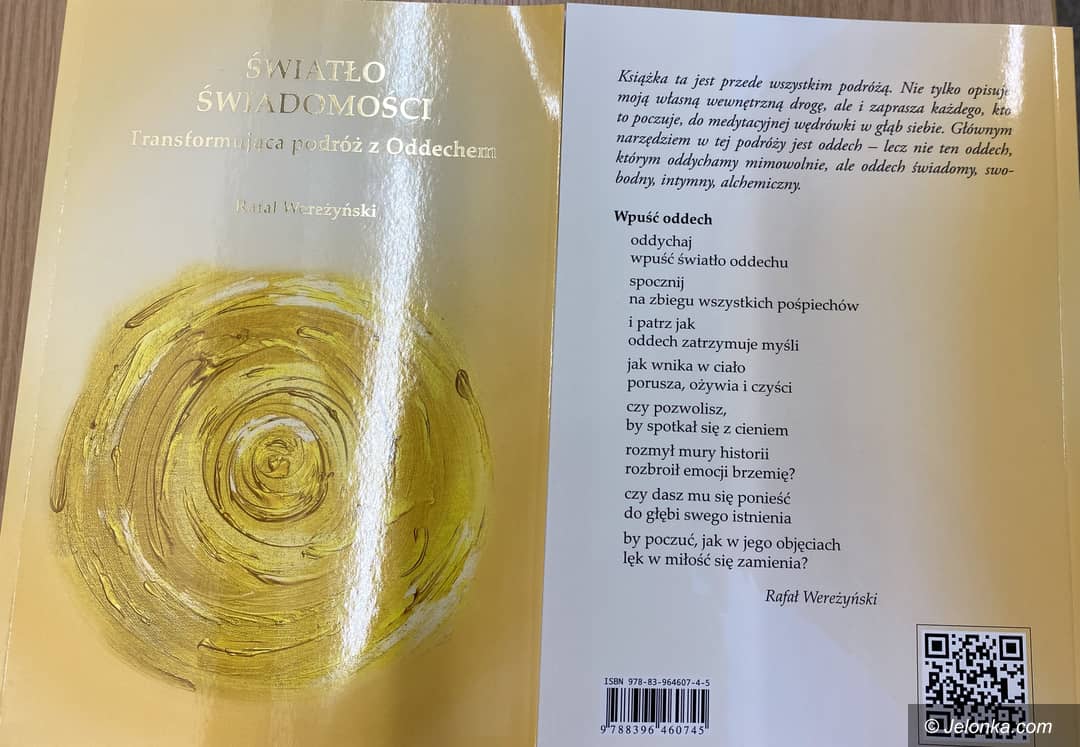 ŚWIATŁO
ŚWIADOMOŚCI
Transformująca podróż z Oddechem
Rafał Wereżyński
Książka ta jest przede wszystkim podróżą. Nie tylko opisuje
moją własną wewnętrzną drogę, ale i zaprasza każdego, kto
to poczuje, do medytacyjnej wędrówki w głąb siebie. Głównym
narzędziem w tej podróży jest oddech – lecz nie ten oddech,
którym oddychamy mimowolnie, ale oddech świadomy, swo-
bodny, intymny, alchemiczny.
Wpuść oddech
oddychaj
wpuść światło oddechu
spocznij
na zbiegu wszystkich pośpiechów
i patrz jak
oddech zatrzymuje myśli
jak wnika w ciało
porusza, ożywia i czyści
czy pozwolisz,
by spotkał się z cieniem
rozmył mury historii
rozbroił emocji brzemię?
czy dasz mu się ponieść
do głębi swego istnienia
by poczuć, jak w jego objęciach
lęk w miłość się zamienia?
Rafał Wereżyński
ISBN 978-83-964607-4-5
9 788396 460745
© Jelonka.com